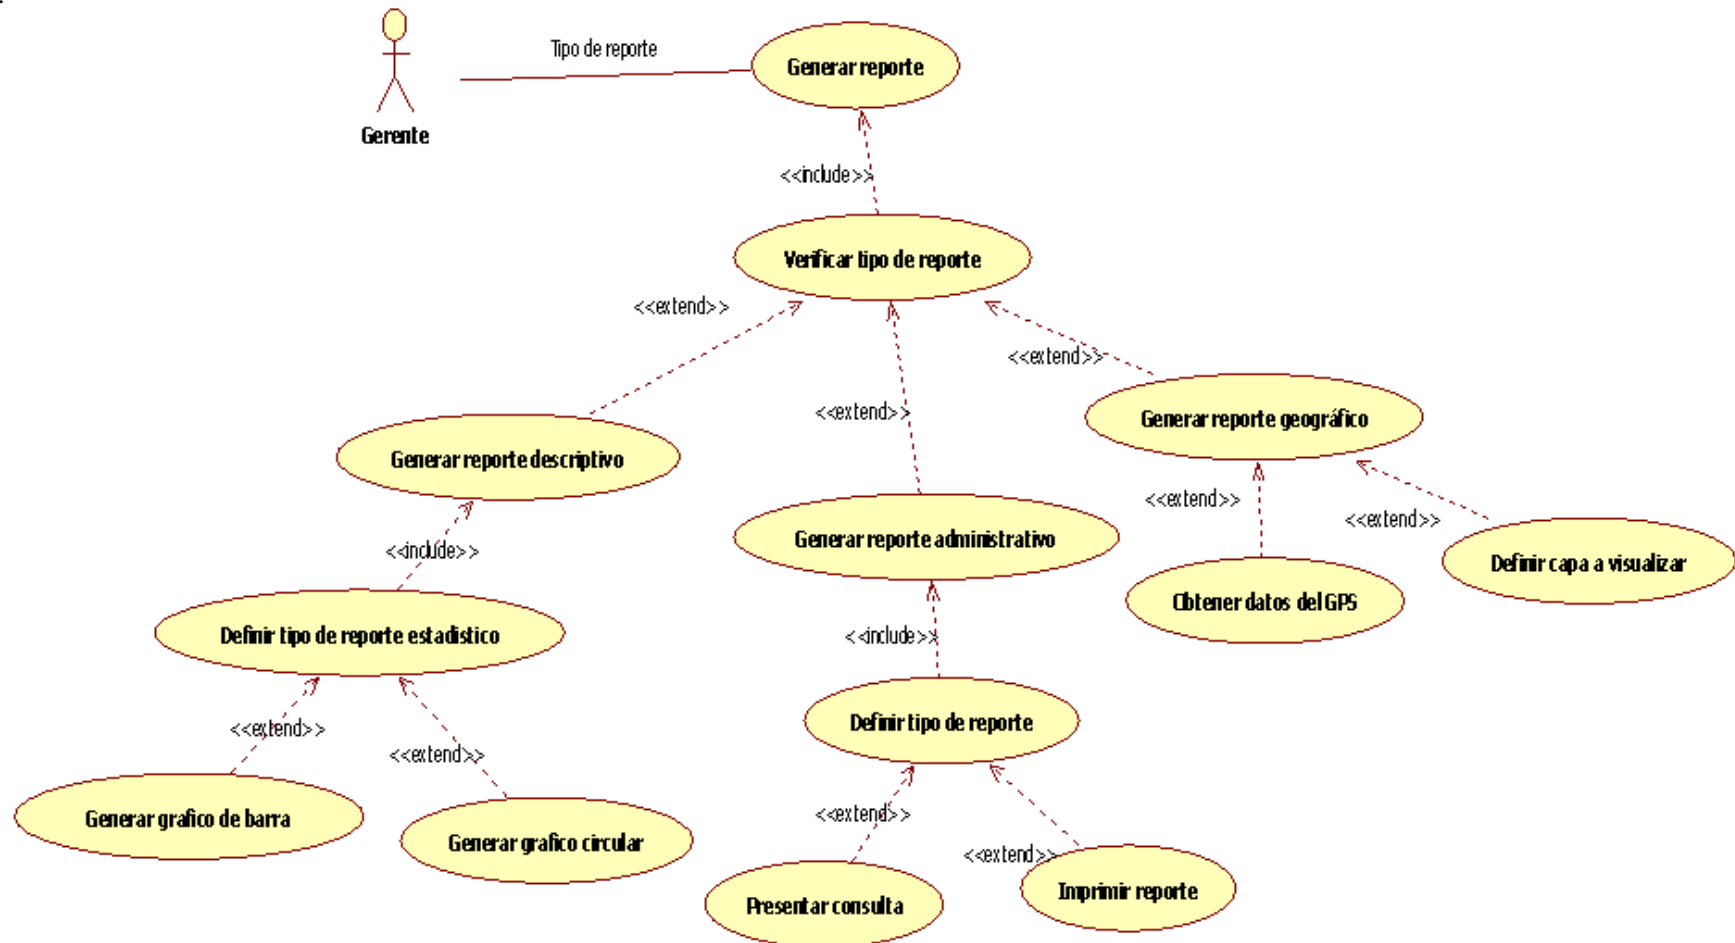 Tipo de reporte
Generar reporte
Gerente
<<include>>
Verificar tipo de reporte
<<extend>>
<<extend>>
<<extend>>
Generar reporte geográfico
Generar reporte descriptivo
<<extend>>
<<extend>>
Generar reporte administrativo
<<include>>
Definir capa a visualizar
Obtener datos del GPS
Definir tipo de reporte estadistico
<<include>>
Definir tipo de reporte
<<extend>>
<<extend>>
Generar grafico de barra
<<extend>>
Generar grafico circular
<<extend>>
Imprimir reporte
Presentar consulta